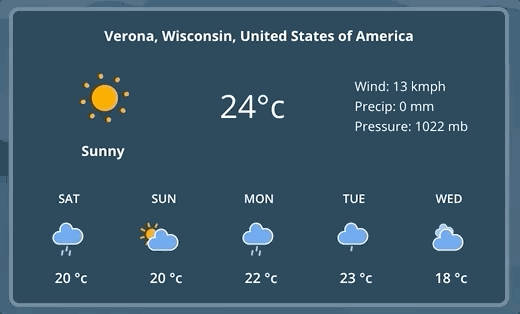 Verona, Wisconsin, United States of America
24°c
Wind: 13 kmph
Precip: 0 mm
Pressure: 1022 mb
Sunny
SAT SUN MON TUE WED
20 °c 20 °c 22 °c 23 °c 18 °c